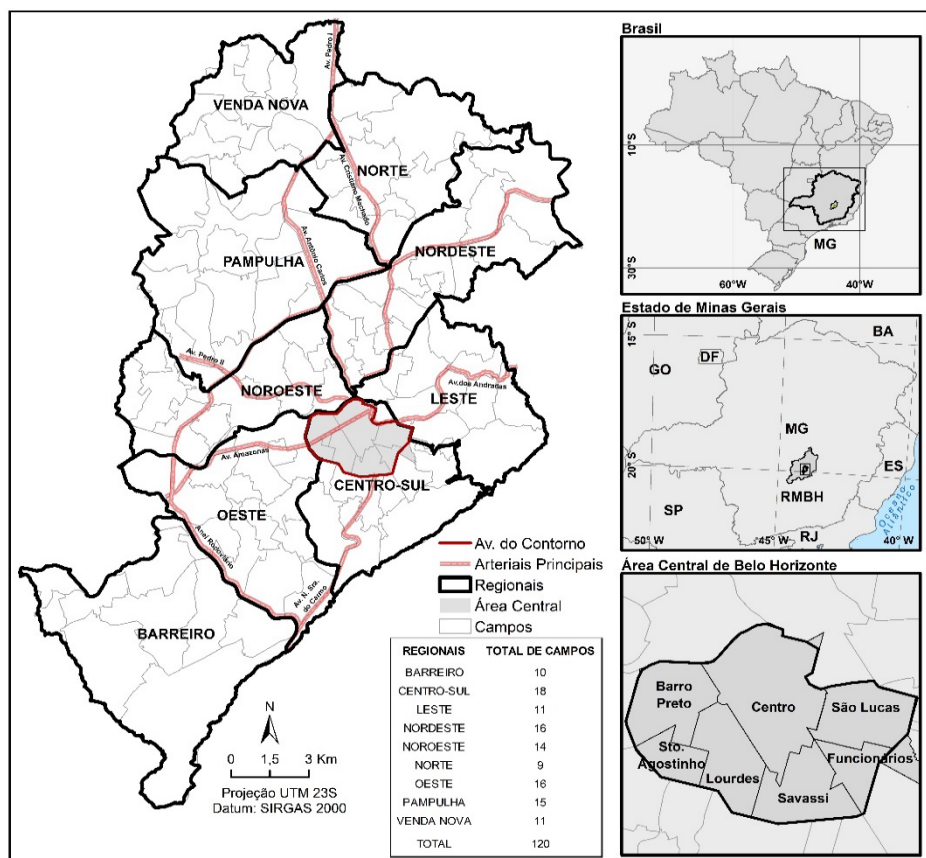 Av. Pedro I
VENDA NOVA
NORTE
Av. Cristiano Machado
Av. Antônio Carlos
PAMPULHA
NORDESTE
Av. Pedro II
NOROESTE
LESTE
Av.dos Andradas
Av. Amazonas
CENTRO-SUL
OESTE
Anel Rodoviário
Av. N. Sra.
do Carmo
BARREIRO
N
0 1,5 3 Km
Projeção UTM 23S
Datum: SIRGAS 2000
Av. do Contorno
Arteriais Principais
Regionais
Área Central
Campos
REGIONAIS TOTAL DE CAMPOS
BARREIRO 10
CENTRO-SUL 18
LESTE 11
NORDESTE 16
NOROESTE 14
NORTE 9
OESTE 16
PAMPULHA 15
VENDA NOVA 11
TOTAL 120
Brasil
10°S
30°S
MG
60°W 40°W
Estado de Minas Gerais
15°S
BA
DF
GO
MG
20°S 20°S
ES
RMBH
SP
Oceano
Atlântico
50° W 45° W 40° W
RJ
Área Central de Belo Horizonte
Barro
Preto
Centro
São Lucas
Sto.
Agostinho
Funcionários
Lourdes
Savassi